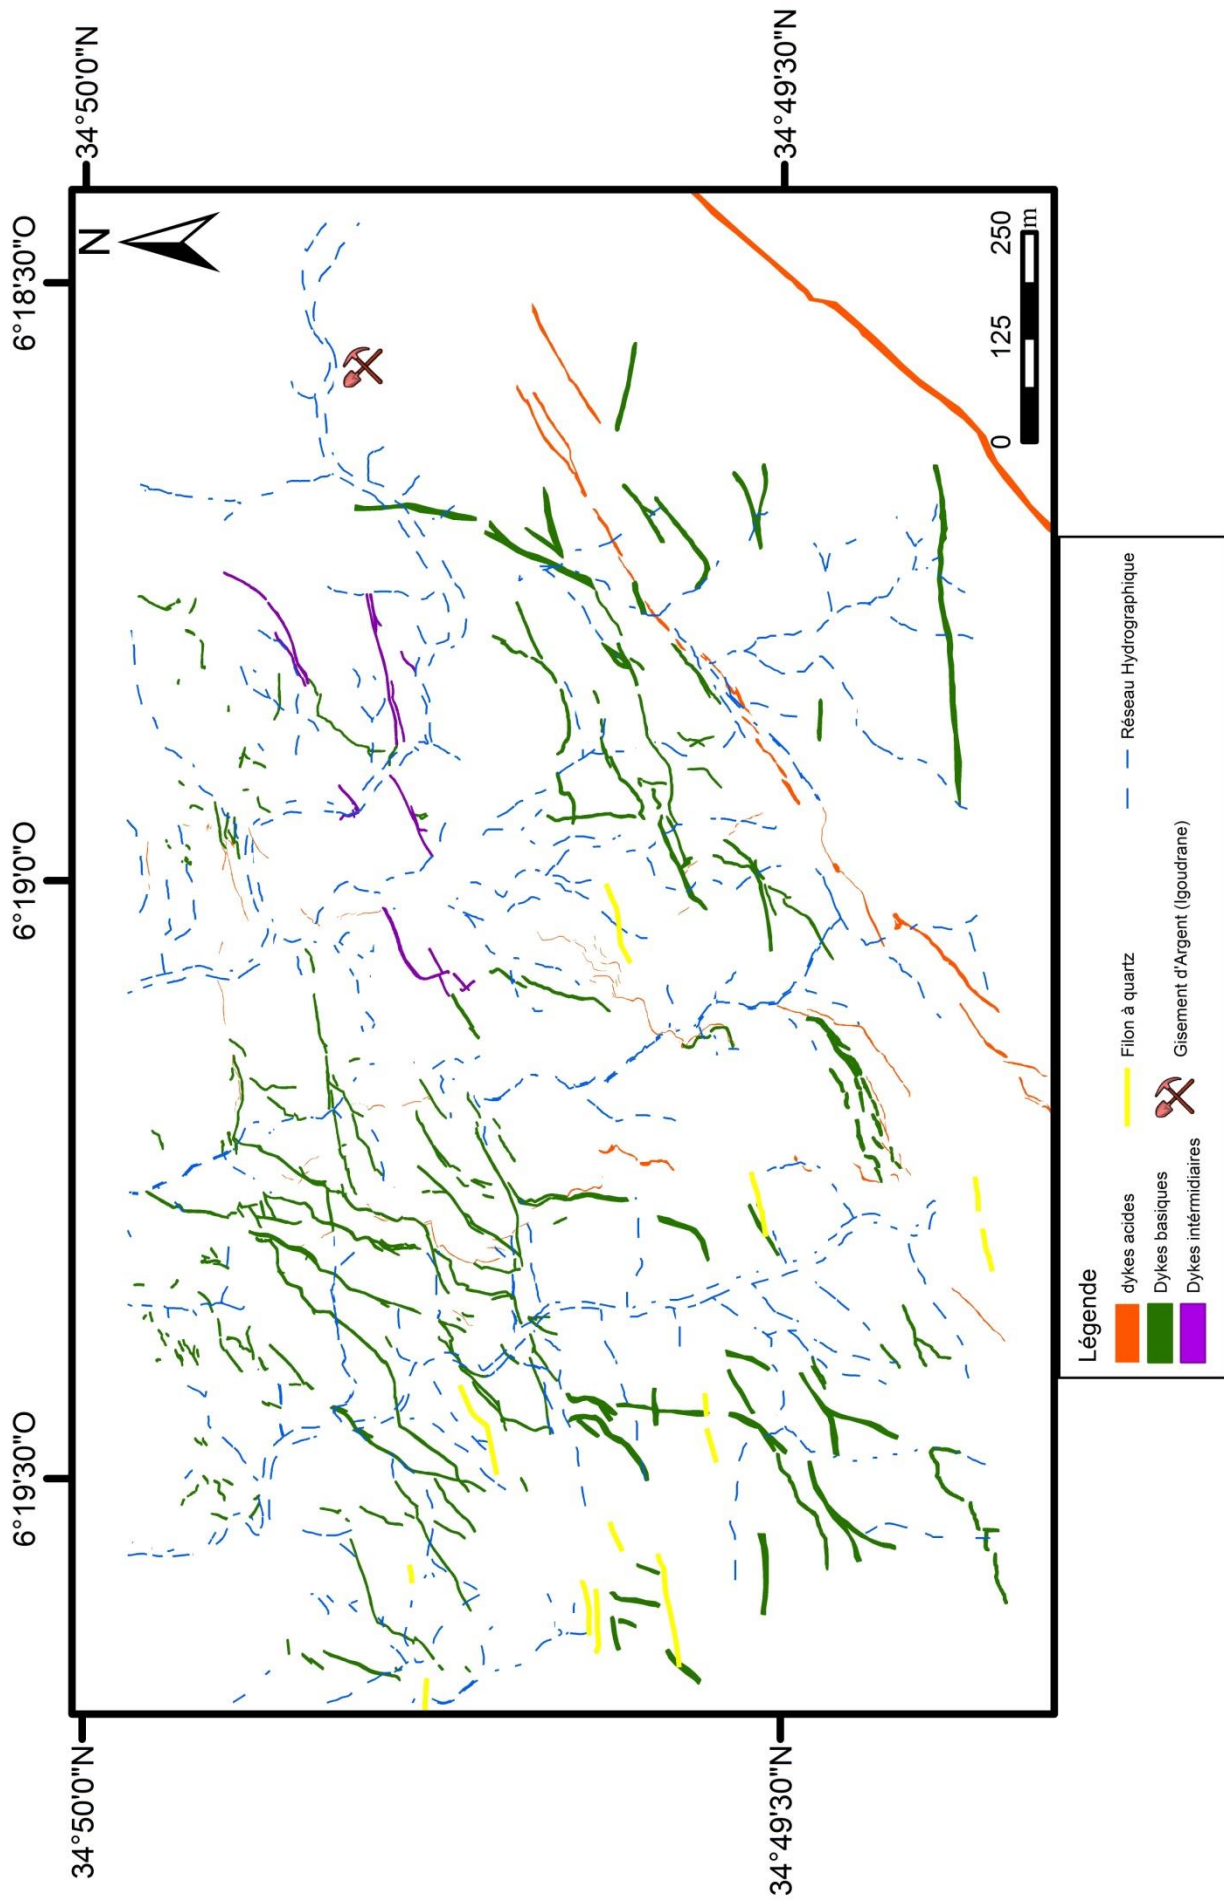 6°19'30"O
6°19'0"O
6°18'30"O
34°50'0"N
34°50'0"N
N
34°49'30"N
34°49'30"N
0 125 250
m
Légende
dykes acides
Dykes basiques
Dykes intérmidiaires
Filon à quartz
Gisement d'Argent (Igoudrane)
Réseau Hydrographique